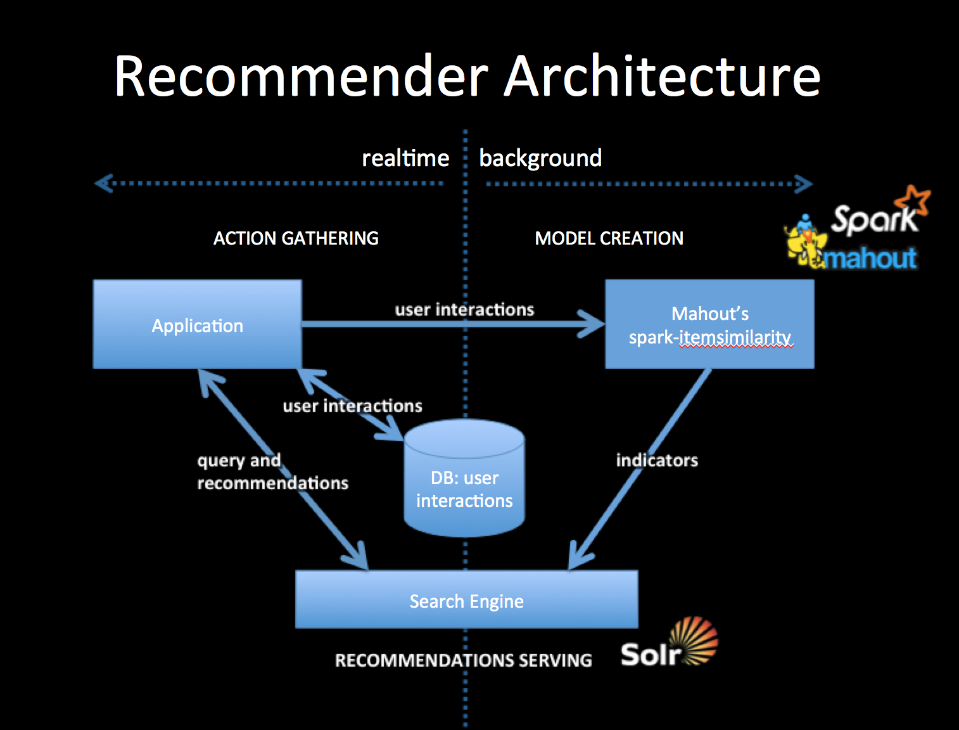 Recommender Architecture
realtime
background
ACTION GATHERING
MODEL CREATION
Spark
mahout
Application
user interactions
Mahout's
spark-itemsimilarity
user interactions
query and
recommendations
DB: user
interactions
indicators
Search Engine
RECOMMENDATIONS SERVING
Solr